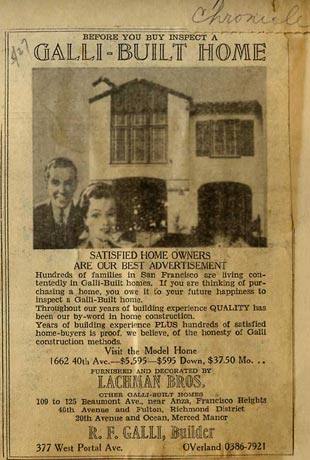 Chronicle
BEFORE YOU BUY INSPECT A
GALLI-BUILT HOME
SATISFIED HOME OWNERS
ARE OUR BEST ADVERTISEMENT
Hundreds of families in San Francisco are living con-
tentedly in Galli-Built homes. If you are thinking of pur-
chasing a home, you owe it to your future happiness to
inspect a Galli-Built home.
Throughout our years of building experience QUALITY has
been our by-word in home construction.
Years of building experience PLUS hundreds of satisfied
home-buyers is proof, we believe, of the honesty of Galli
construction methods.
Visit the Model Home
1662 40th Ave.—$5,595—$595 Down, $37.50 Mo. . .
FURNISHED AND DECORATED BY
LACHMAN BROS.
OTHER GALLI-BUILT HOMES
109 to 125 Beaumont Ave., near Anza, Francisco Heights
40th Avenue and Fulton, Richmond District
20th Avenue and Ocean, Merced Manor
R. F. GALLI, Builder
377 West Portal Ave. OVerland 0386-7921